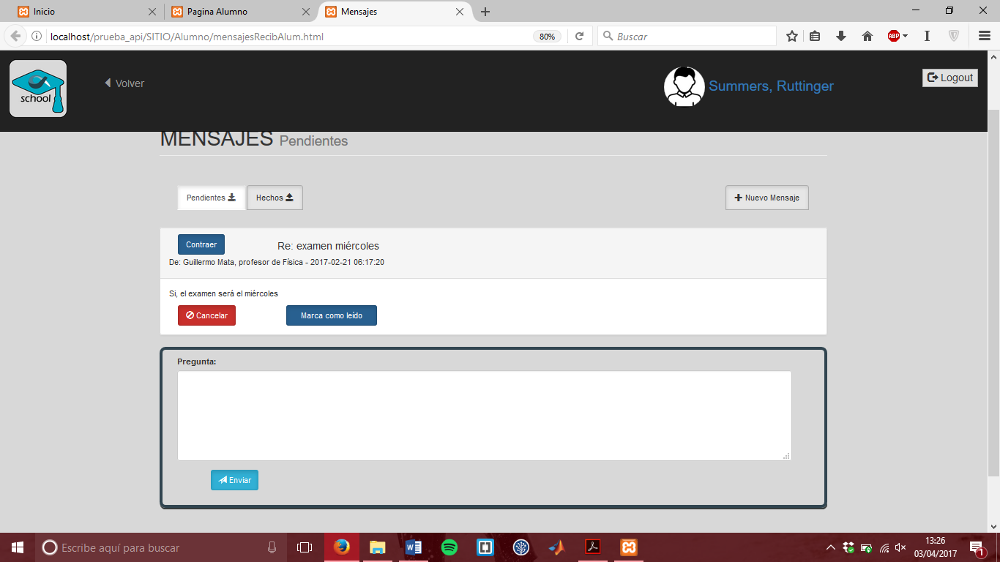 Inicio
Pagina Alumno
Mensajes
localhost/prueba_api/SITIO/Alumno/mensajesRecibAlum.html
80%
Buscar
ABP
school
Volver
Summers, Ruttinger
Logout
MENSAJES Pendientes
Pendientes
Hechos
Nuevo Mensaje
Contraer
Re: examen miércoles
De: Guillermo Mata, profesor de Física - 2017-02-21 06:17:20
Si, el examen será el miércoles
Cancelar
Marca como leído
Pregunta:
Enviar
Escribe aquí para buscar
13:26
03/04/2017
1